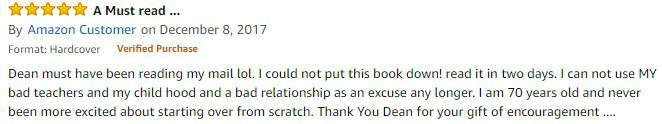 A Must read ...
By Amazon Customer on December 8, 2017
Format: Hardcover Verified Purchase
Dean must have been reading my mail lol. I could not put this book down! read it in two days. I can not use MY
bad teachers and my child hood and a bad relationship as an excuse any longer. I am 70 years old and never
been more excited about starting over from scratch. Thank You Dean for your gift of encouragement ....